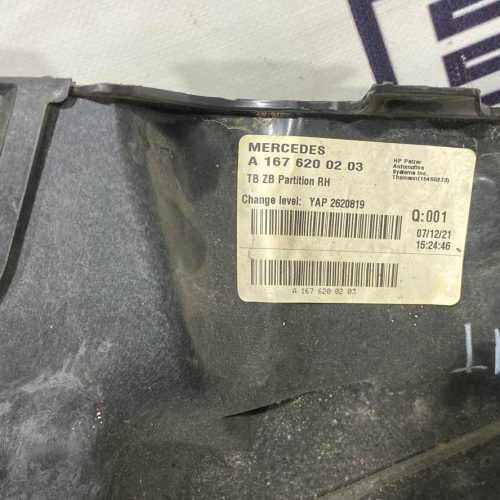 MERCEDES
A 167 620 02 03
TB ZB Partition RH
HP Pelzer
Automotive
Systems Inc.
Thomson(16460273)
Change level: YAP 2620819
Q:001
07/12/21
15:24:46
A 167 620 02 03